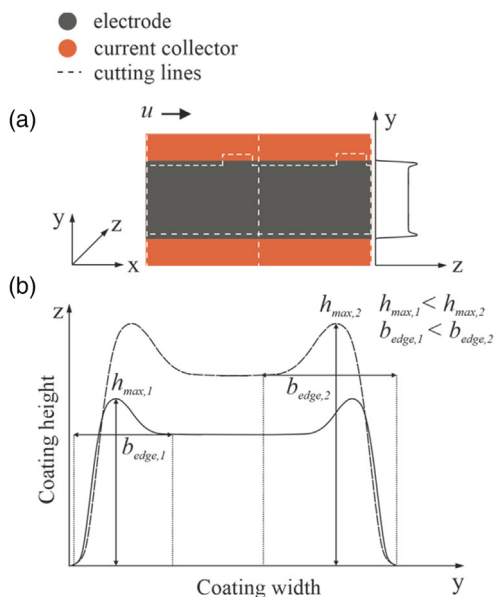 electrode
current collector
cutting lines
(a)
u
y
y
z
x
z
(b)
z
h_max,2
h_max,1 < h_max,2
b_edge,1 < b_edge,2
h_max,1
b_edge,2
b_edge,1
Coating height
y
Coating width